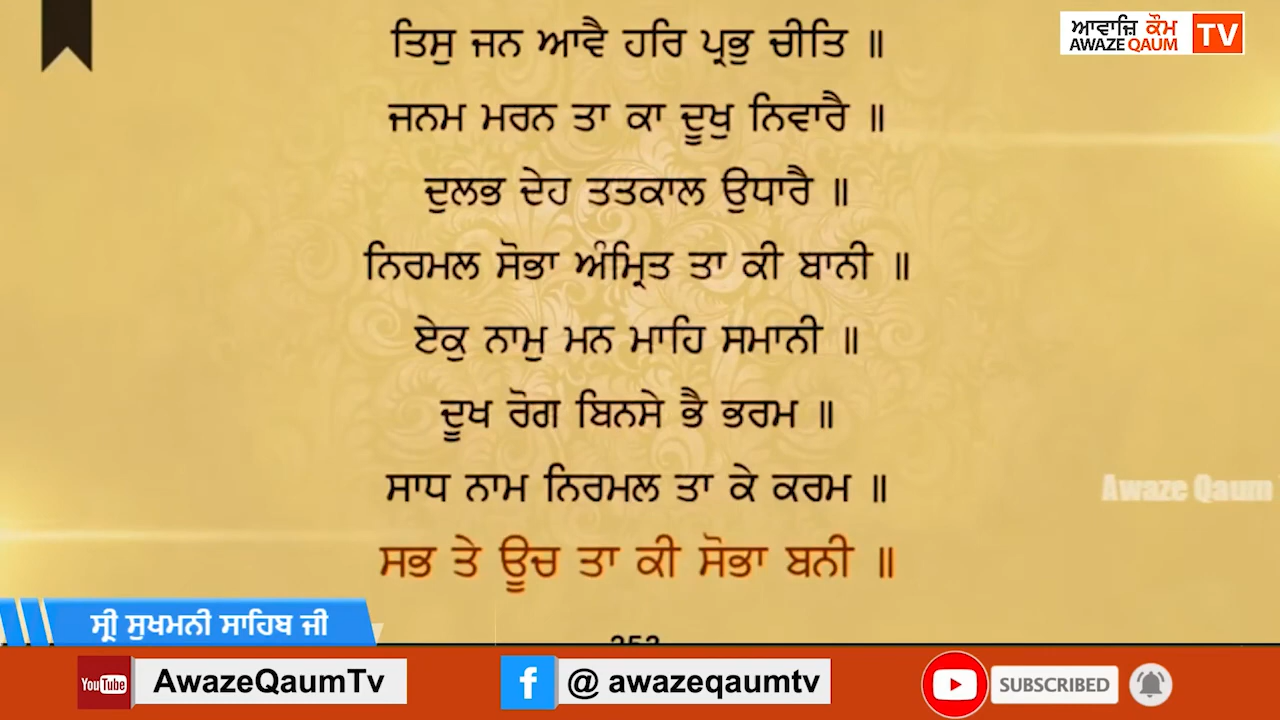 ਆਵਾਜ਼ਿ ਕੌਮ
AWAZE QAUM TV
ਤਿਸੁ ਜਨ ਆਵੈ ਹਰਿ ਪ੍ਰਭੁ ਚੀਤਿ ॥
ਜਨਮ ਮਰਨ ਤਾ ਕਾ ਦੂਖੁ ਨਿਵਾਰੈ ॥
ਦੁਲਭ ਦੇਹ ਤਤਕਾਲ ਉਧਾਰੈ ॥
ਨਿਰਮਲ ਸੋਭਾ ਅੰਮ੍ਰਿਤ ਤਾ ਕੀ ਬਾਨੀ ॥
ਏਕੁ ਨਾਮੁ ਮਨ ਮਾਹਿ ਸਮਾਨੀ ॥
ਦੂਖ ਰੋਗ ਬਿਨਸੇ ਭੈ ਭਰਮ ॥
ਸਾਧ ਨਾਮ ਨਿਰਮਲ ਤਾ ਕੇ ਕਰਮ ॥
Awaze Qaum
ਸਭ ਤੇ ਊਚ ਤਾ ਕੀ ਸੋਭਾ ਬਨੀ ॥
ਸ੍ਰੀ ਸੁਖਮਨੀ ਸਾਹਿਬ ਜੀ
YouTube AwazeQaumTv
f @ awazeqaumtv
SUBSCRIBED